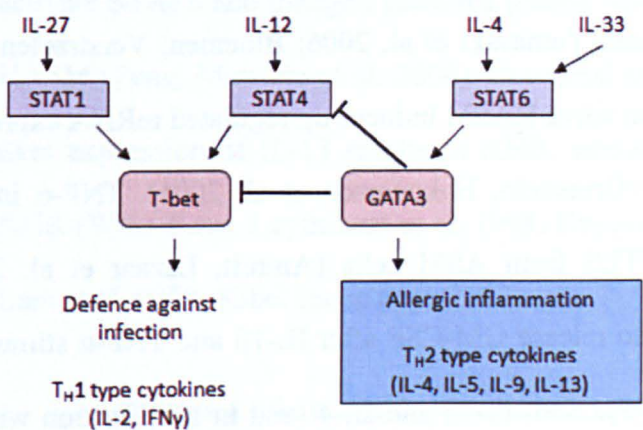 IL-27 IL-12 IL-4 IL-33
STAT1 STAT4 STAT6
T-bet GATA3
Defence against
infection
TH1 type cytokines
(IL-2, IFNγ)
Allergic inflammation
TH2 type cytokines
(IL-4, IL-5, IL-9, IL-13)